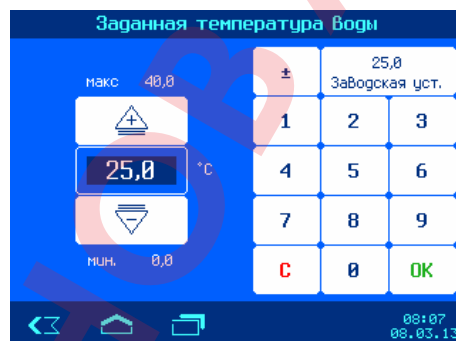 Заданная температура воды
макс 40,0
25,0 °C
мин. 0,0
± 25,0
Заводская уст.
1 2 3
4 5 6
7 8 9
C 0 OK
08:07
08.03.13